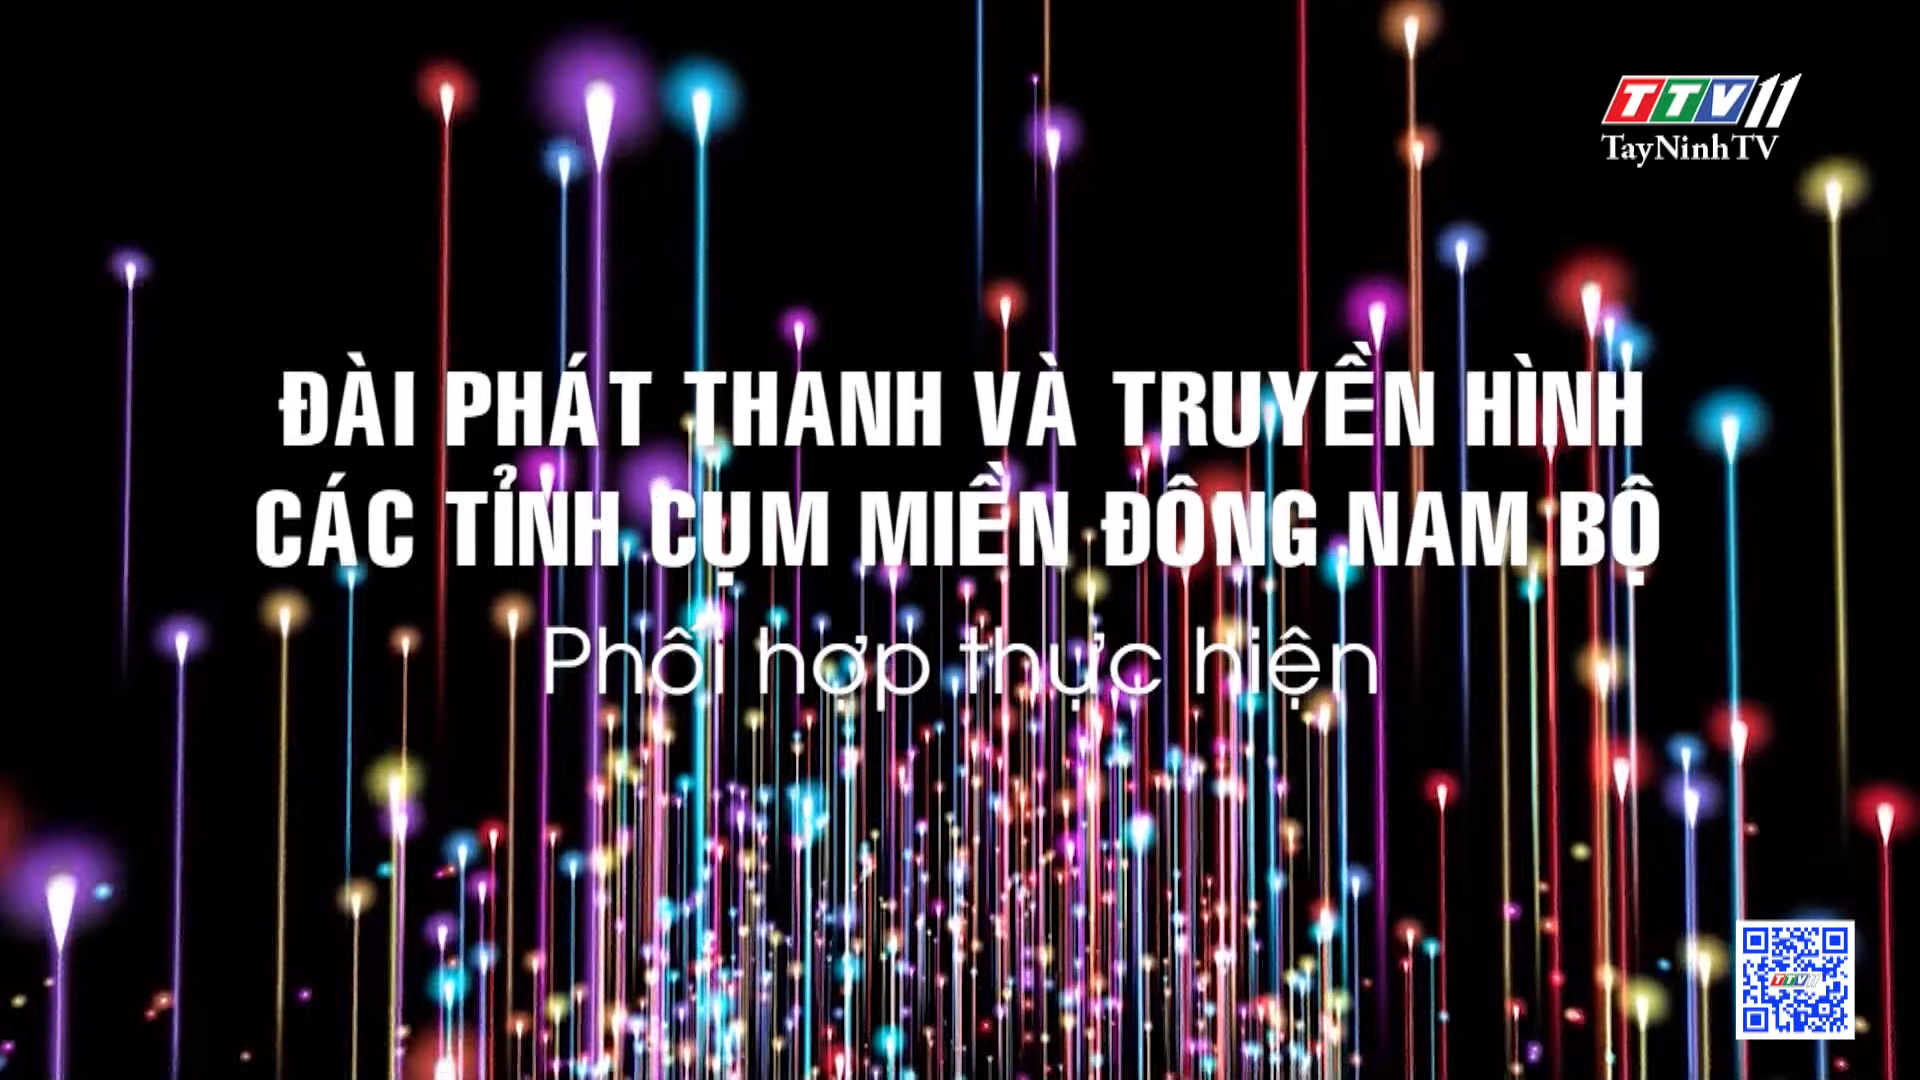 TTV11
TayNinhTV
ĐÀI PHÁT THANH VÀ TRUYỀN HÌNH
CÁC TỈNH CỤM MIỀN ĐÔNG NAM BỘ
Phối hợp thực hiện
TTV11